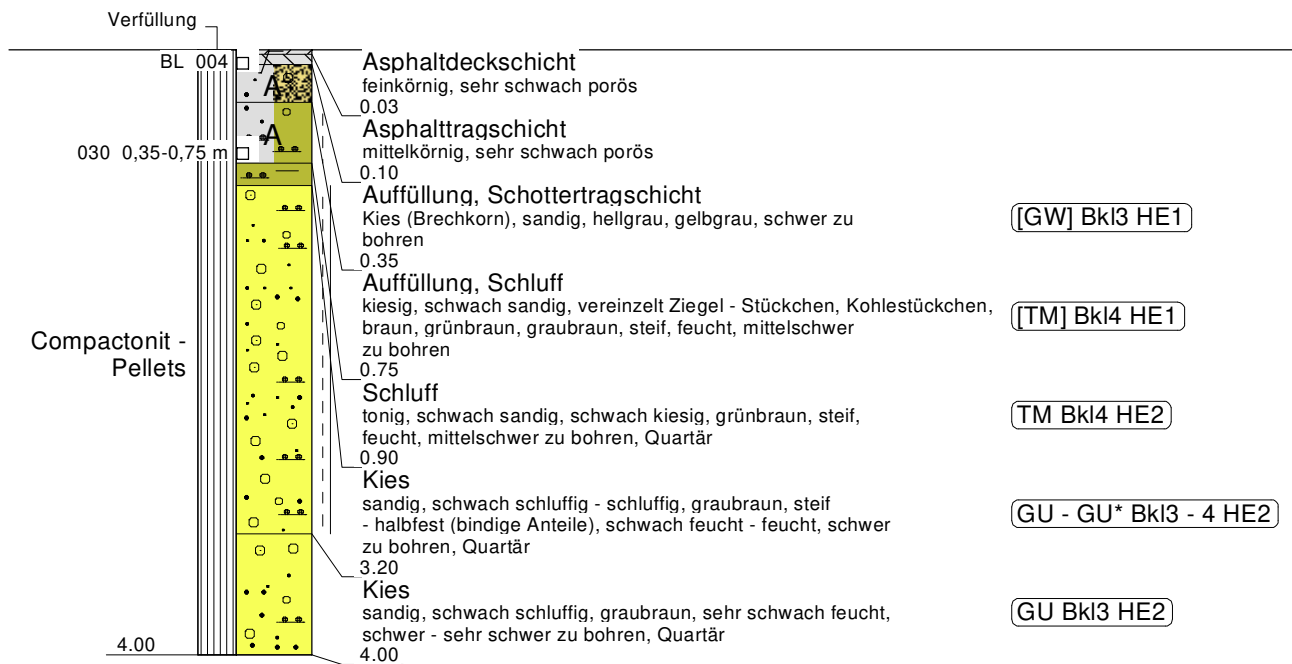 Verfüllung
BL 004
A
A
030 0,35-0,75 m
Compactonit -
Pellets
4.00
Asphaltdeckschicht
feinkörnig, sehr schwach porös
0.03
Asphalttragschicht
mittelkörnig, sehr schwach porös
0.10
Auffüllung, Schottertragschicht
Kies (Brechkorn), sandig, hellgrau, gelbgrau, schwer zu
bohren
0.35
[GW] Bkl3 HE1
Auffüllung, Schluff
kiesig, schwach sandig, vereinzelt Ziegel - Stückchen, Kohlestückchen,
braun, grünbraun, graubraun, steif, feucht, mittelschwer
zu bohren
0.75
[TM] Bkl4 HE1
Schluff
tonig, schwach sandig, schwach kiesig, grünbraun, steif,
feucht, mittelschwer zu bohren, Quartär
0.90
TM Bkl4 HE2
Kies
sandig, schwach schluffig - schluffig, graubraun, steif
- halbfest (bindige Anteile), schwach feucht - feucht, schwer
zu bohren, Quartär
3.20
GU - GU* Bkl3 - 4 HE2
Kies
sandig, schwach schluffig, graubraun, sehr schwach feucht,
schwer - sehr schwer zu bohren, Quartär
4.00
GU Bkl3 HE2